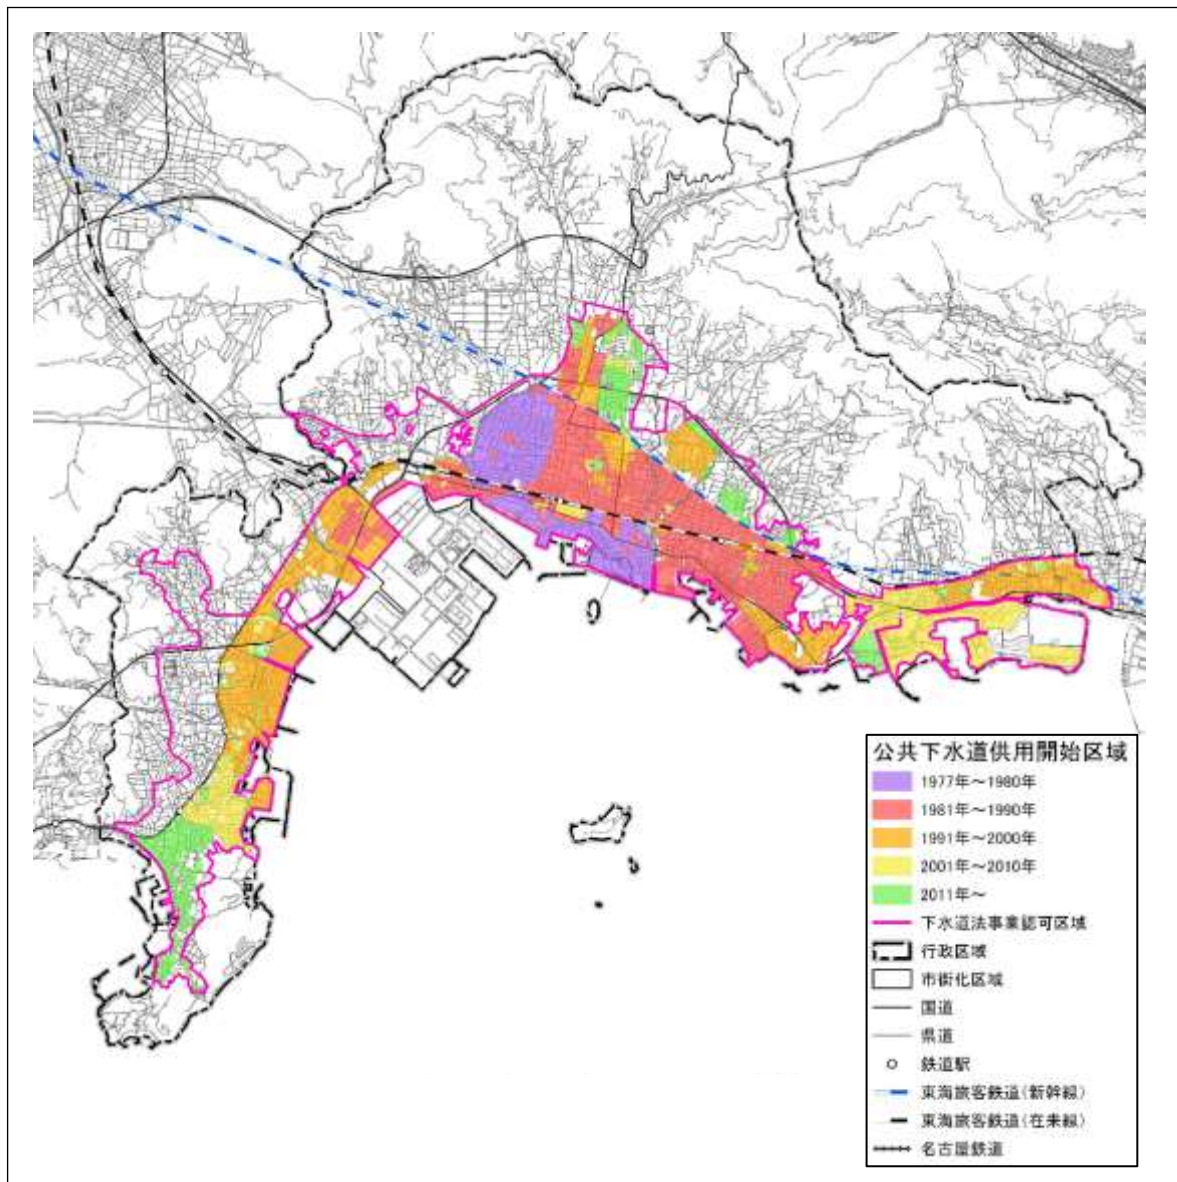 公共下水道供用開始区域
1977年～1980年
1981年～1990年
1991年～2000年
2001年～2010年
2011年～
下水道法事業認可区域
行政区域
市街化区域
国道
県道
鉄道駅
東海旅客鉄道(新幹線)
東海旅客鉄道(在来線)
名古屋鉄道